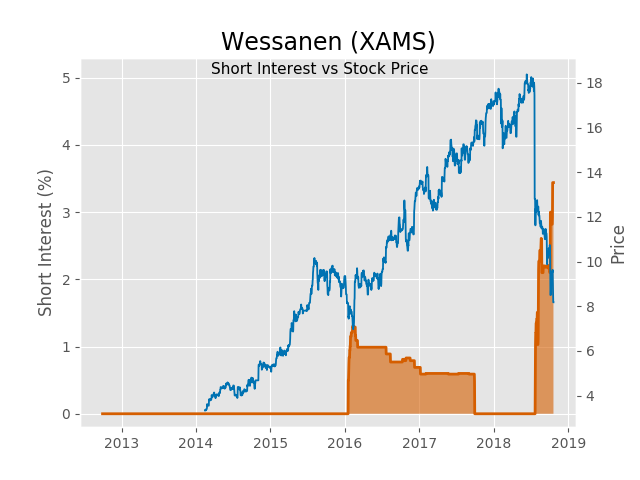 Wessanen (XAMS)
Short Interest vs Stock Price
Short Interest (%)
5
4
3
2
1
0
18
16
14
12
10
8
6
4
Price
2013 2014 2015 2016 2017 2018 2019